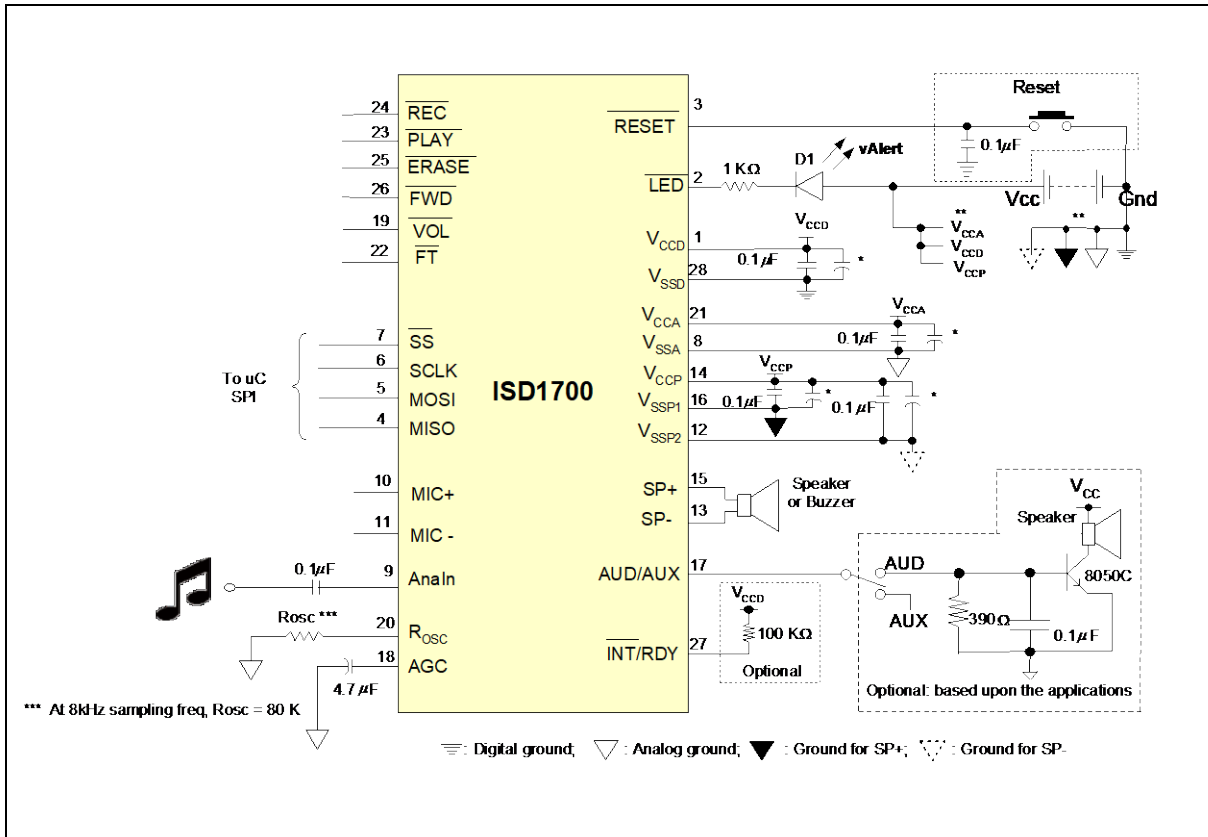 ISD1700
24 REC
23 PLAY
25 ERASE
26 FWD
19 VOL
22 FT
To uC
SPI
7 SS
6 SCLK
5 MOSI
4 MISO
10 MIC+
11 MIC -
0.1µF
9 AnaIn
Rosc ***
20 ROSC
18 AGC
4.7 µF
*** At 8kHz sampling freq, Rosc = 80 K
3
RESET
Reset
0.1µF
LED 2
1 KΩ
D1
vAlert
Vcc
Gnd
**
VCCA
VCCD
VCCP
**
VCCD 1
VCCD
0.1µF
*
VSSD 28
VCCA 21
VCCA
0.1µF
*
VSSA 8
VCCP 14
VCCP
VSSP1 16
0.1µF
*
0.1µF
*
VSSP2 12
SP+ 15
SP- 13
Speaker
or Buzzer
AUD/AUX 17
AUD
AUX
VCC
Speaker
8050C
390Ω
0.1µF
Optional: based upon the applications
INT/RDY 27
VCCD
100 KΩ
Optional
: Digital ground; : Analog ground; : Ground for SP+; : Ground for SP-